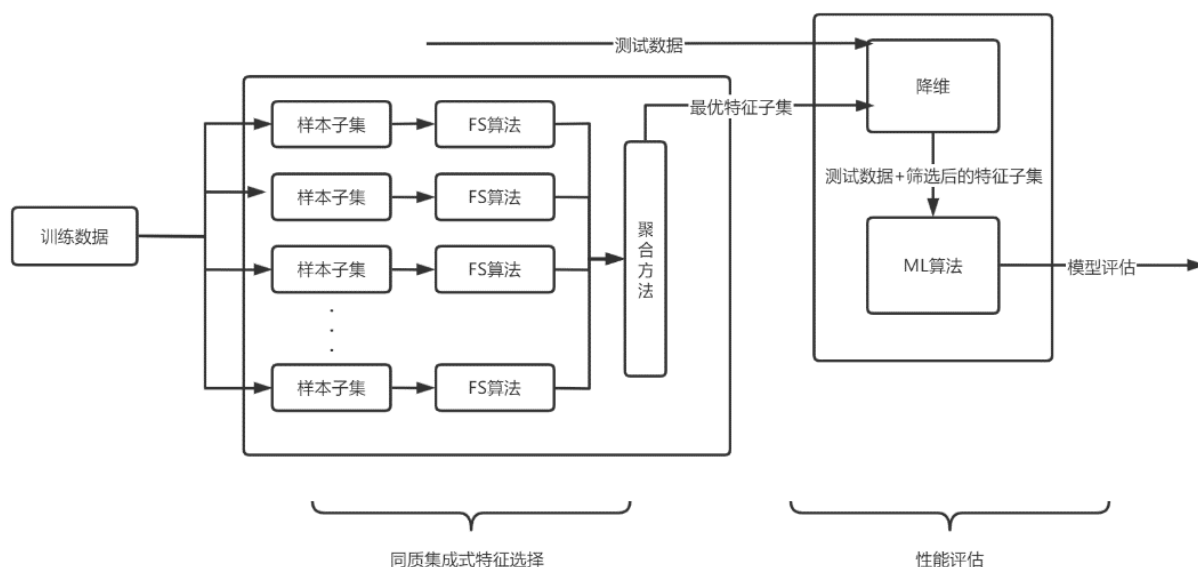 测试数据
降维
最优特征子集
样本子集
FS算法
样本子集
FS算法
测试数据+筛选后的特征子集
训练数据
样本子集
FS算法
聚合方法
ML算法
模型评估
样本子集
FS算法
同质集成式特征选择
性能评估